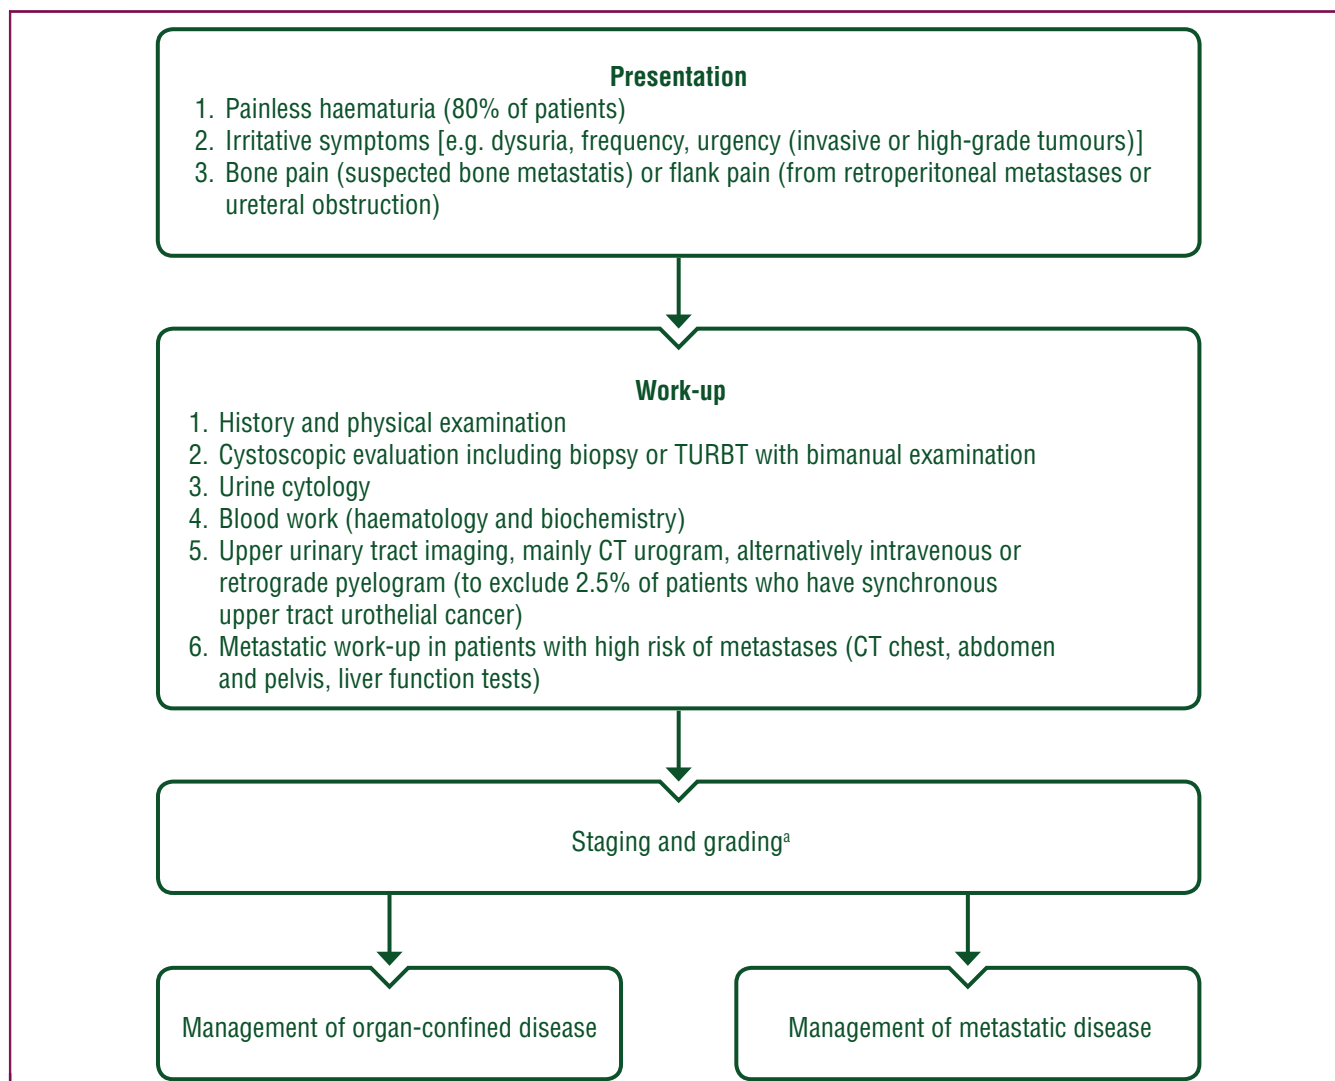 Presentation
1. Painless haematuria (80% of patients)
2. Irritative symptoms [e.g. dysuria, frequency, urgency (invasive or high-grade tumours)]
3. Bone pain (suspected bone metastatis) or flank pain (from retroperitoneal metastases or
ureteral obstruction)
Work-up
1. History and physical examination
2. Cystoscopic evaluation including biopsy or TURBT with bimanual examination
3. Urine cytology
4. Blood work (haematology and biochemistry)
5. Upper urinary tract imaging, mainly CT urogram, alternatively intravenous or
retrograde pyelogram (to exclude 2.5% of patients who have synchronous
upper tract urothelial cancer)
6. Metastatic work-up in patients with high risk of metastases (CT chest, abdomen
and pelvis, liver function tests)
Staging and gradingᵃ
Management of organ-confined disease
Management of metastatic disease